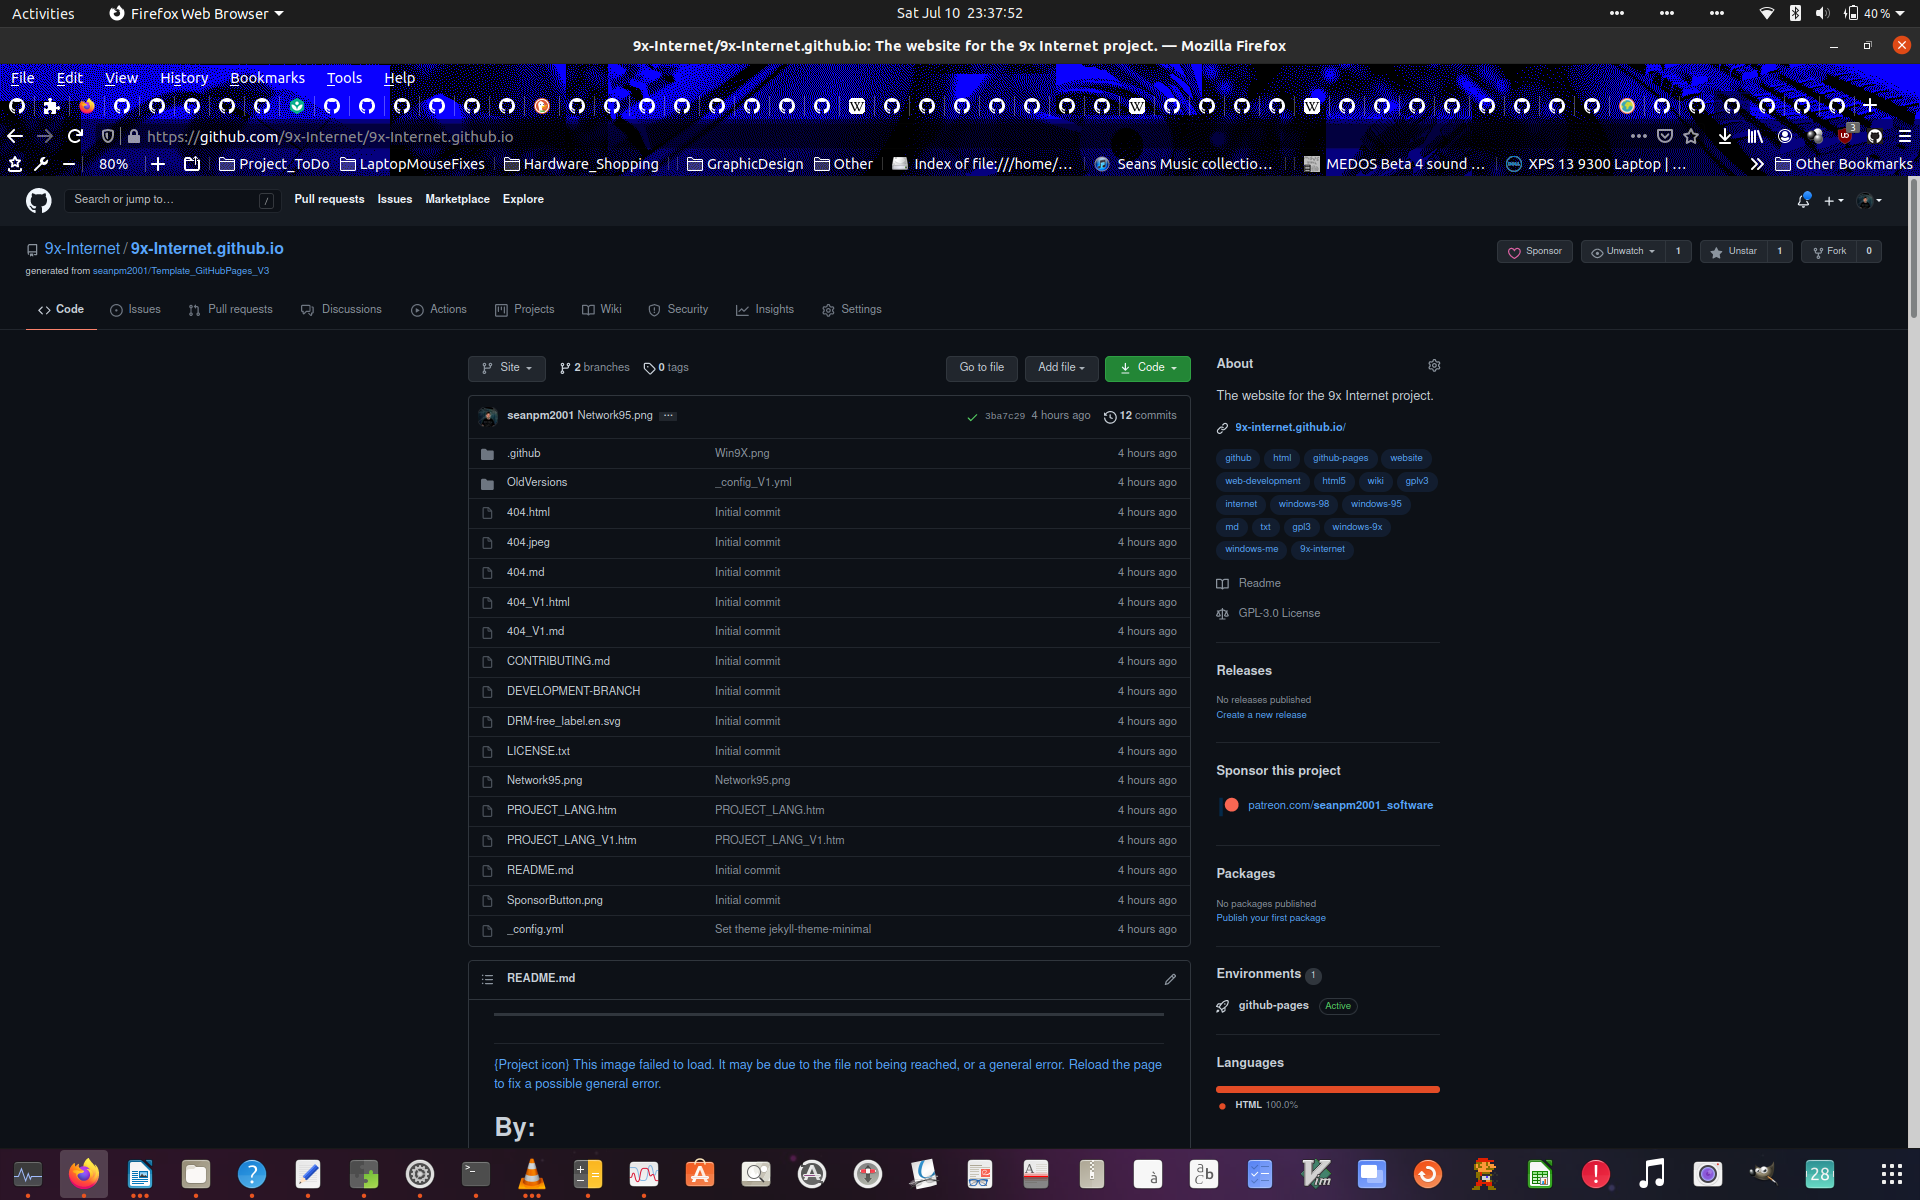 Activities Firefox Web Browser Sat Jul 10 23:37:52 40 %
9x-Internet/9x-Internet.github.io: The website for the 9x Internet project. — Mozilla Firefox
File Edit View History Bookmarks Tools Help
https://github.com/9x-Internet/9x-Internet.github.io 3
80% Project_ToDo LaptopMouseFixes Hardware_Shopping GraphicDesign Other Index of file:///home/… Seans Music collectio… MEDOS Beta 4 sound … XPS 13 9300 Laptop | … Other Bookmarks
Search or jump to… / Pull requests Issues Marketplace Explore
9x-Internet / 9x-Internet.github.io Sponsor Unwatch 1 Unstar 1 Fork 0
generated from seanpm2001/Template_GitHubPages_V3
Code Issues Pull requests Discussions Actions Projects Wiki Security Insights Settings
Site 2 branches 0 tags Go to file Add file Code
seanpm2001 Network95.png ··· 3ba7c29 4 hours ago 12 commits
.github Win9X.png 4 hours ago
OldVersions _config_V1.yml 4 hours ago
404.html Initial commit 4 hours ago
404.jpeg Initial commit 4 hours ago
404.md Initial commit 4 hours ago
404_V1.html Initial commit 4 hours ago
404_V1.md Initial commit 4 hours ago
CONTRIBUTING.md Initial commit 4 hours ago
DEVELOPMENT-BRANCH Initial commit 4 hours ago
DRM-free_label.en.svg Initial commit 4 hours ago
LICENSE.txt Initial commit 4 hours ago
Network95.png Network95.png 4 hours ago
PROJECT_LANG.htm PROJECT_LANG.htm 4 hours ago
PROJECT_LANG_V1.htm PROJECT_LANG_V1.htm 4 hours ago
README.md Initial commit 4 hours ago
SponsorButton.png Initial commit 4 hours ago
_config.yml Set theme jekyll-theme-minimal 4 hours ago
README.md
{Project icon} This image failed to load. It may be due to the file not being reached, or a general error. Reload the page
to fix a possible general error.
By:
About
The website for the 9x Internet project.
9x-internet.github.io/
github html github-pages website
web-development html5 wiki gplv3
internet windows-98 windows-95
md txt gpl3 windows-9x
windows-me 9x-internet
Readme
GPL-3.0 License
Releases
No releases published
Create a new release
Sponsor this project
patreon.com/seanpm2001_software
Packages
No packages published
Publish your first package
Environments 1
github-pages Active
Languages
HTML 100.0%
28